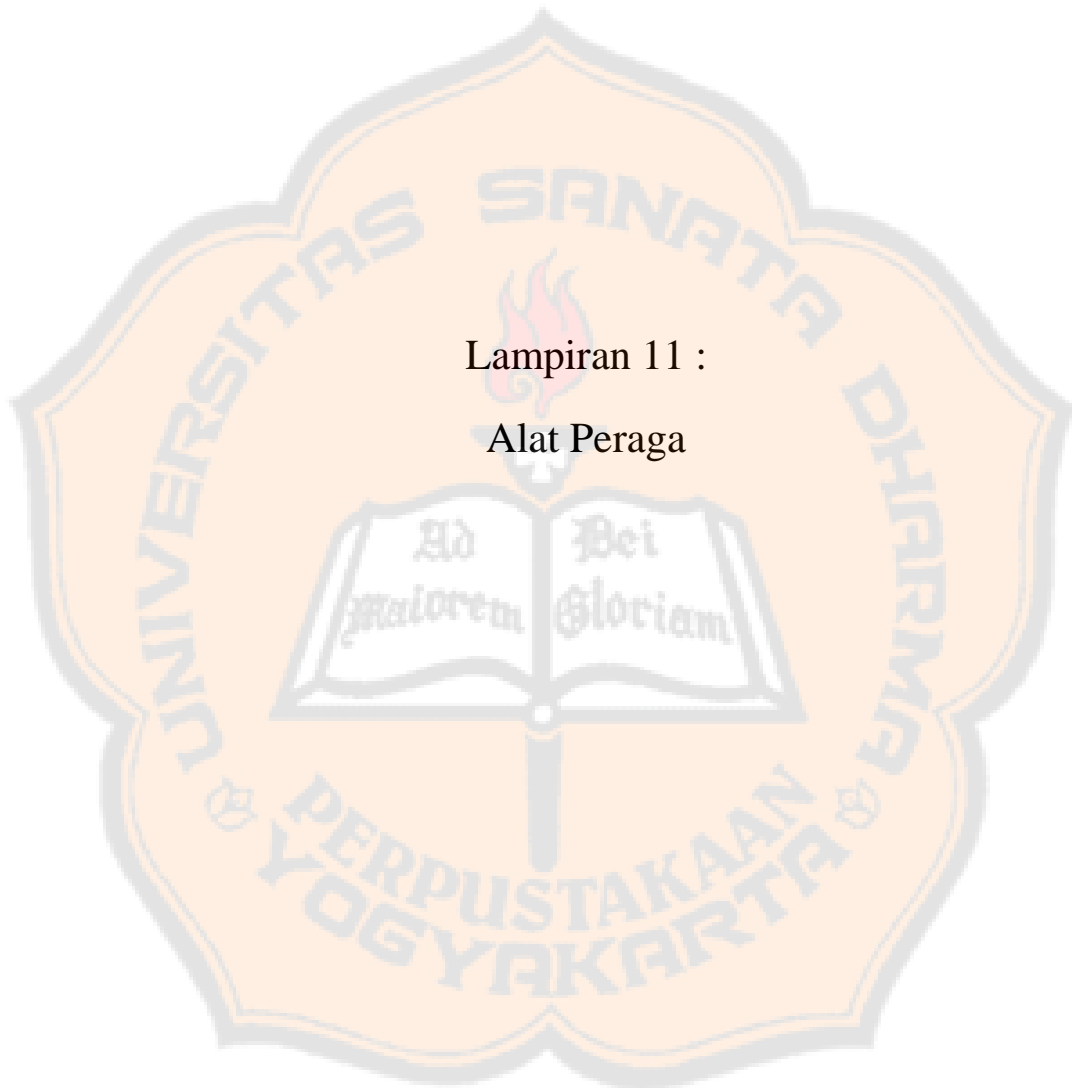 UNIVERSITAS SANATA DHARMA
Lampiran 11 :
Alat Peraga
Ad
Maiorem
Dei
Gloriam
PERPUSTAKAAN
YOGYAKARTA